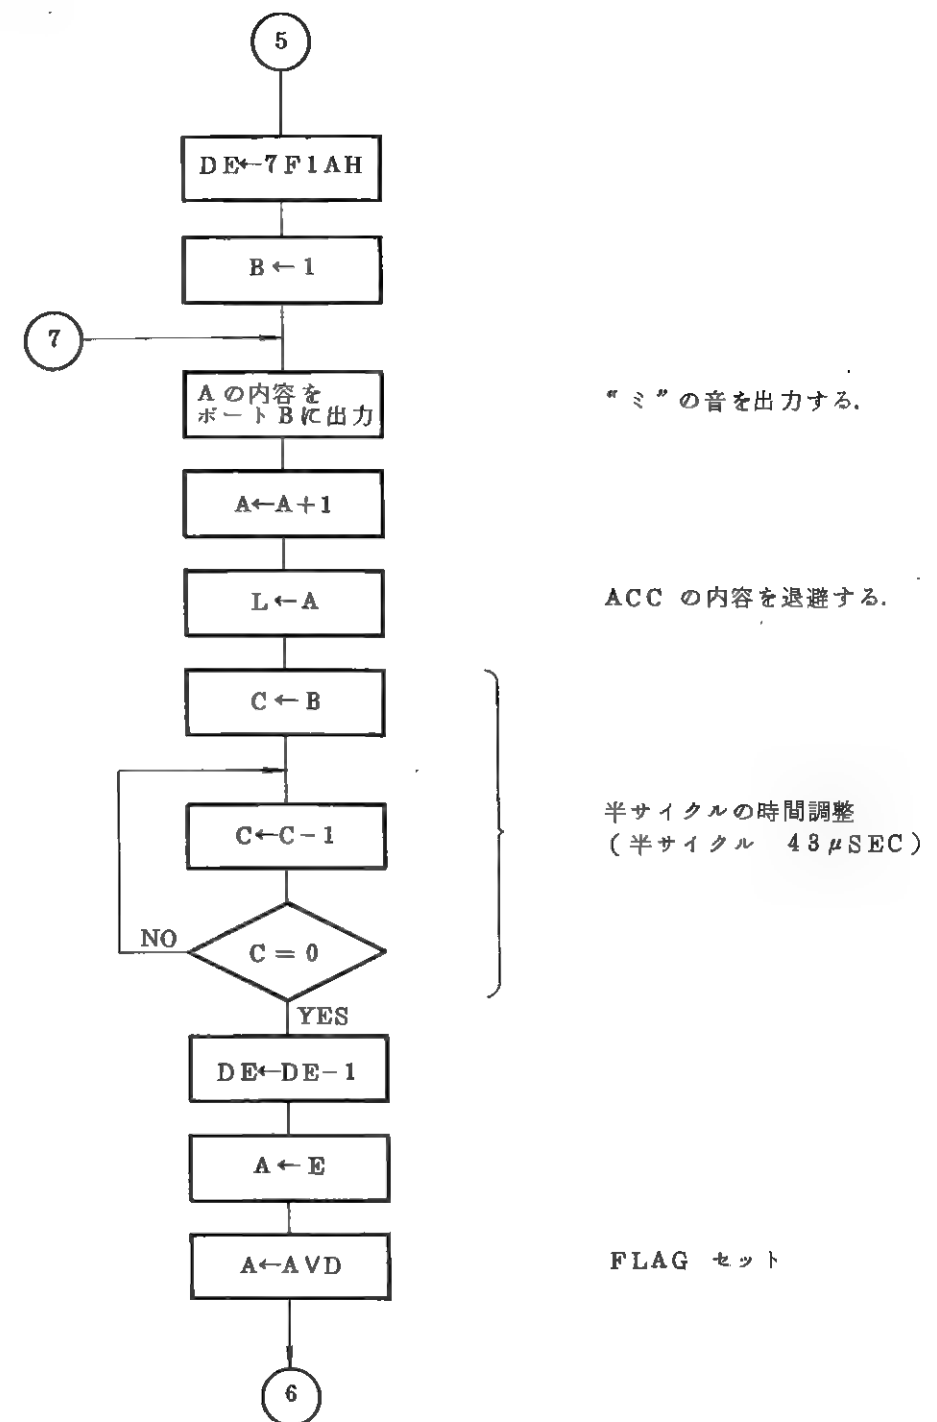 5
DE←7F1AH
B←1
7
Aの内容を
ポートBに出力
“ミ”の音を出力する.
A←A+1
L←A
ACC の内容を退避する.
C←B
C←C-1
半サイクルの時間調整
(半サイクル 43μSEC)
NO
C = 0
YES
DE←DE-1
A←E
A←A∨D
FLAG セット
6